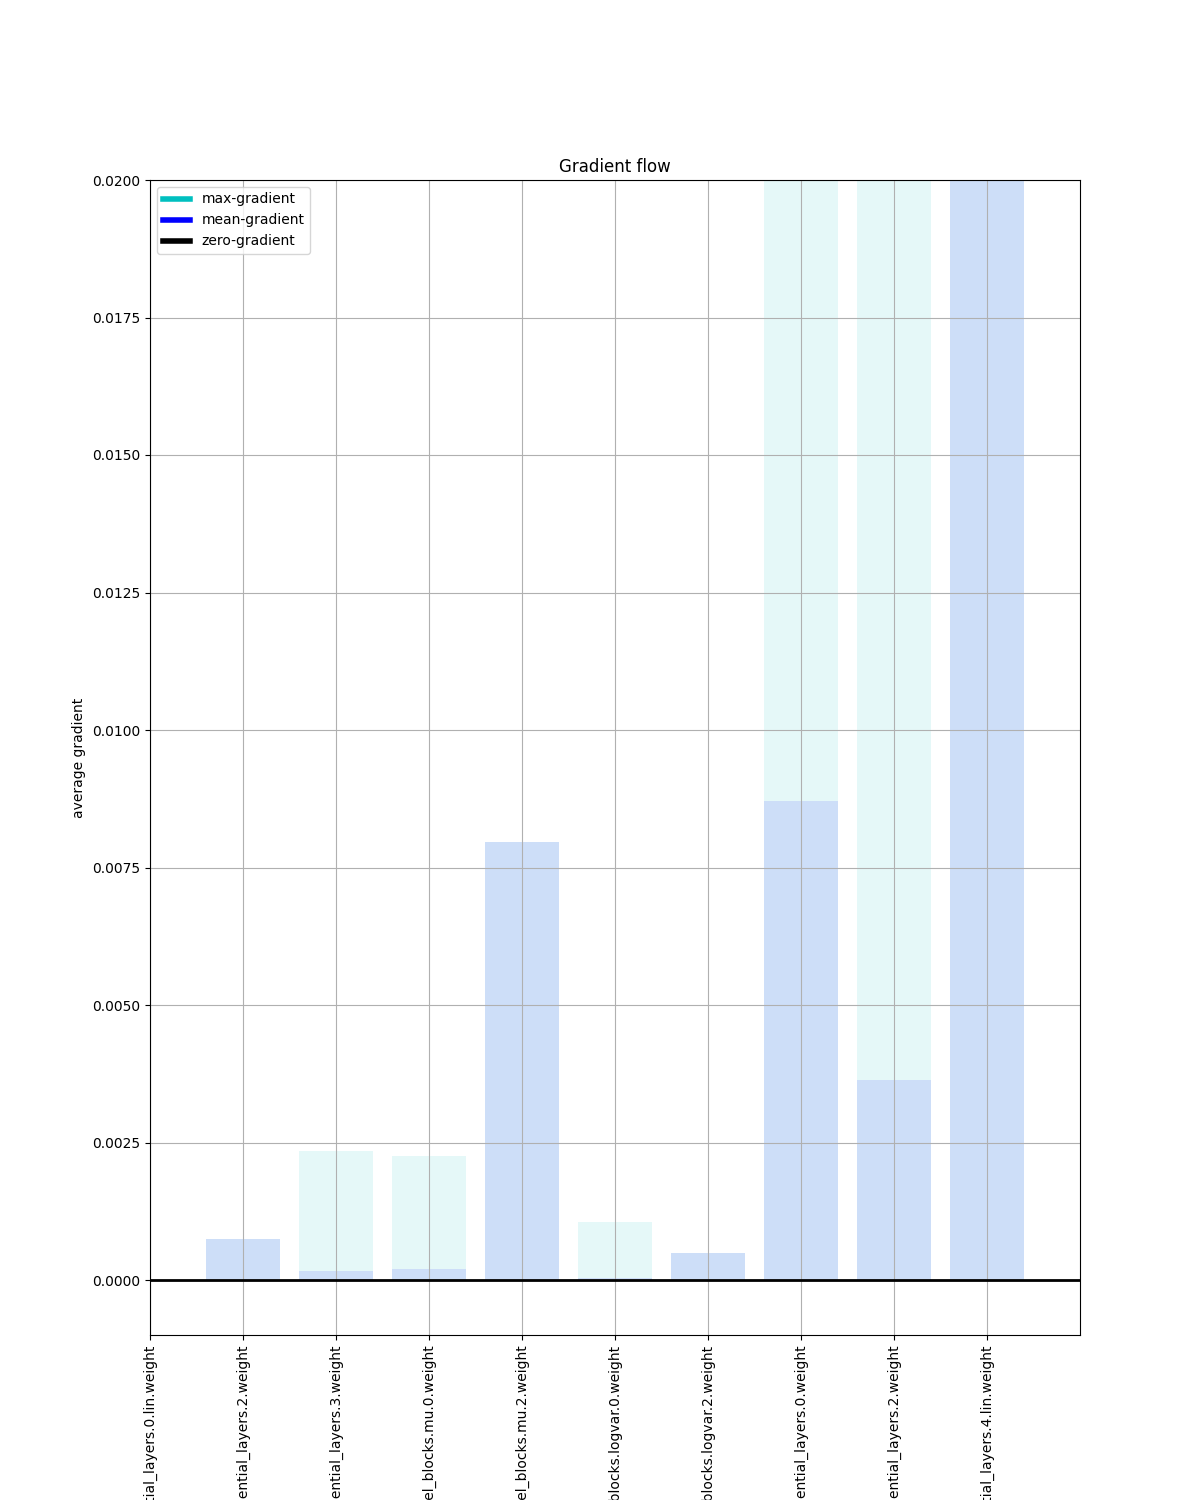 Gradient flow
max-gradient
mean-gradient
zero-gradient
0.0200
0.0175
0.0150
0.0125
0.0100
0.0075
0.0050
0.0025
0.0000
average gradient
tial_layers.0.lin.weight
ential_layers.2.weight
ential_layers.3.weight
el_blocks.mu.0.weight
el_blocks.mu.2.weight
blocks.logvar.0.weight
blocks.logvar.2.weight
ential_layers.0.weight
ential_layers.2.weight
tial_layers.4.lin.weight